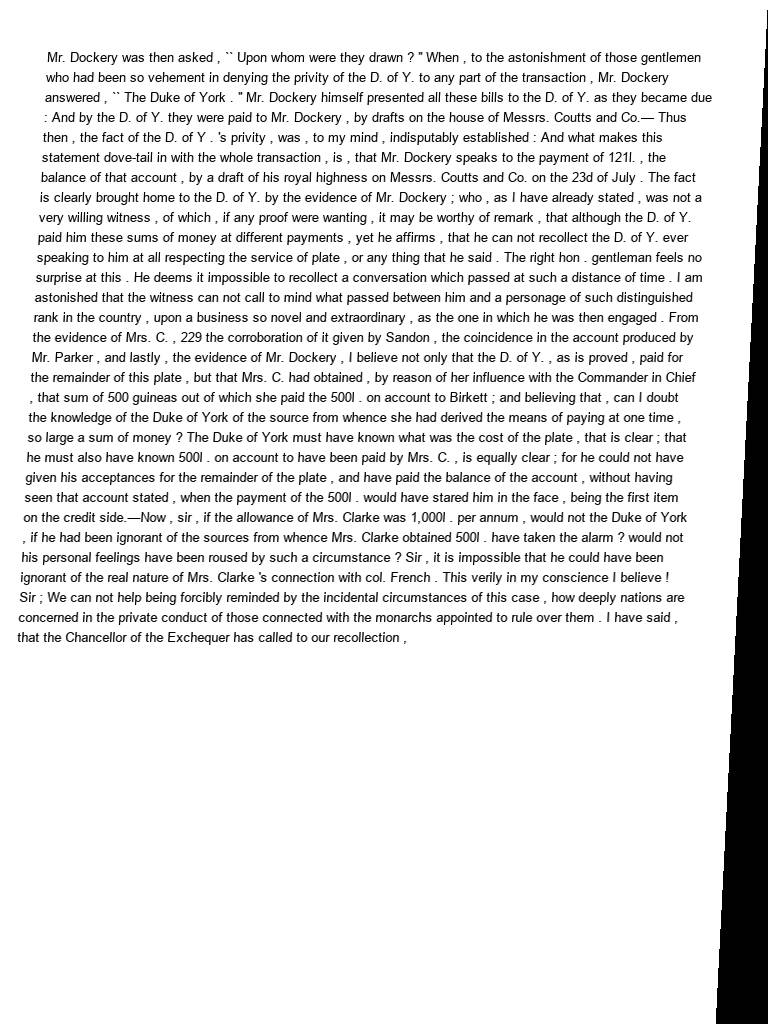 Mr. Dockery was then asked , `` Upon whom were they drawn ? '' When , to the astonishment of those gentlemen
who had been so vehement in denying the privity of the D. of Y. to any part of the transaction , Mr. Dockery
answered , `` The Duke of York . '' Mr. Dockery himself presented all these bills to the D. of Y. as they became due
: And by the D. of Y. they were paid to Mr. Dockery , by drafts on the house of Messrs. Coutts and Co.— Thus
then , the fact of the D. of Y . 's privity , was , to my mind , indisputably established : And what makes this
statement dove-tail in with the whole transaction , is , that Mr. Dockery speaks to the payment of 121l. , the
balance of that account , by a draft of his royal highness on Messrs. Coutts and Co. on the 23d of July . The fact
is clearly brought home to the D. of Y. by the evidence of Mr. Dockery ; who , as I have already stated , was not a
very willing witness , of which , if any proof were wanting , it may be worthy of remark , that although the D. of Y.
paid him these sums of money at different payments , yet he affirms , that he can not recollect the D. of Y. ever
speaking to him at all respecting the service of plate , or any thing that he said . The right hon . gentleman feels no
surprise at this . He deems it impossible to recollect a conversation which passed at such a distance of time . I am
astonished that the witness can not call to mind what passed between him and a personage of such distinguished
rank in the country , upon a business so novel and extraordinary , as the one in which he was then engaged . From
the evidence of Mrs. C. , 229 the corroboration of it given by Sandon , the coincidence in the account produced by
Mr. Parker , and lastly , the evidence of Mr. Dockery , I believe not only that the D. of Y. , as is proved , paid for
the remainder of this plate , but that Mrs. C. had obtained , by reason of her influence with the Commander in Chief
, that sum of 500 guineas out of which she paid the 500l . on account to Birkett ; and believing that , can I doubt
the knowledge of the Duke of York of the source from whence she had derived the means of paying at one time ,
so large a sum of money ? The Duke of York must have known what was the cost of the plate , that is clear ; that
he must also have known 500l . on account to have been paid by Mrs. C. , is equally clear ; for he could not have
given his acceptances for the remainder of the plate , and have paid the balance of the account , without having
seen that account stated , when the payment of the 500l . would have stared him in the face , being the first item
on the credit side.—Now , sir , if the allowance of Mrs. Clarke was 1,000l . per annum , would not the Duke of York
, if he had been ignorant of the sources from whence Mrs. Clarke obtained 500l . have taken the alarm ? would not
his personal feelings have been roused by such a circumstance ? Sir , it is impossible that he could have been
ignorant of the real nature of Mrs. Clarke 's connection with col. French . This verily in my conscience I believe !
Sir ; We can not help being forcibly reminded by the incidental circumstances of this case , how deeply nations are
concerned in the private conduct of those connected with the monarchs appointed to rule over them . I have said ,
that the Chancellor of the Exchequer has called to our recollection ,